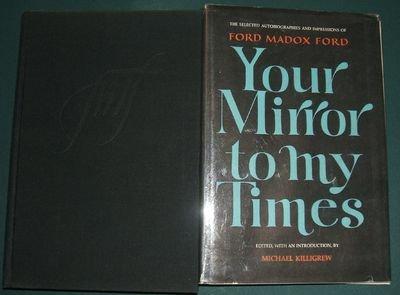 THE SELECTED AUTOBIOGRAPHIES AND IMPRESSIONS OF
FORD MADOX FORD
Your
Mirror
to my
Times
EDITED, WITH AN INTRODUCTION, BY
MICHAEL KILLIGREW